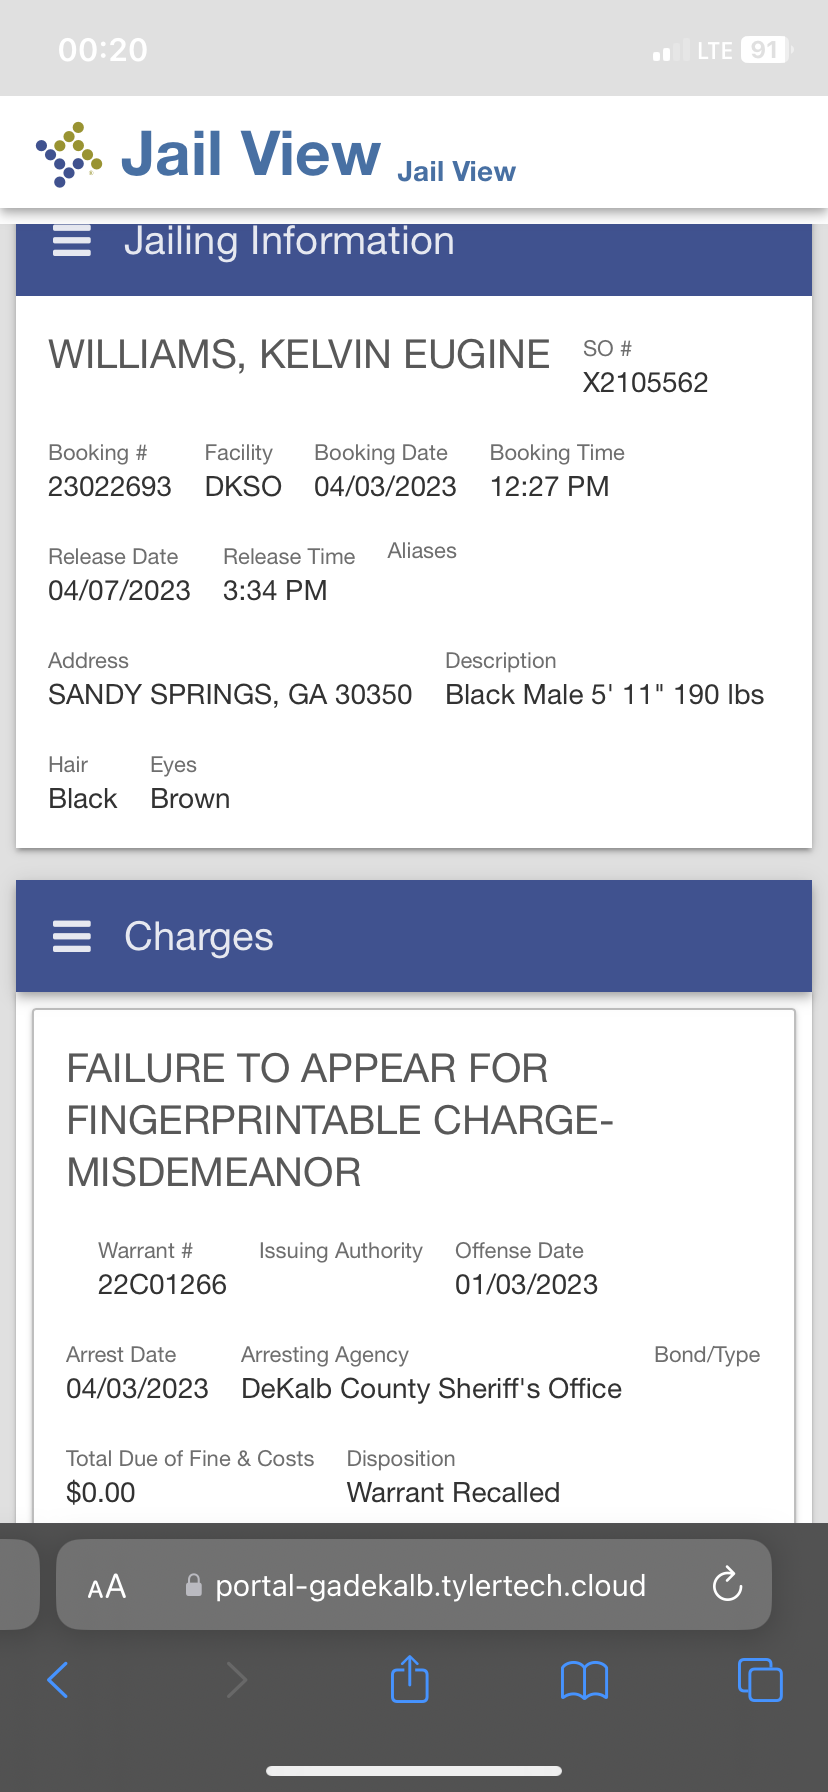 00:20 LTE 91
Jail View Jail View
Jailing Information
WILLIAMS, KELVIN EUGINE
SO #
X2105562
Booking # Facility Booking Date Booking Time
23022693 DKSO 04/03/2023 12:27 PM
Release Date Release Time Aliases
04/07/2023 3:34 PM
Address Description
SANDY SPRINGS, GA 30350 Black Male 5' 11" 190 lbs
Hair Eyes
Black Brown
Charges
FAILURE TO APPEAR FOR
FINGERPRINTABLE CHARGE-
MISDEMEANOR
Warrant # Issuing Authority Offense Date
22C01266 01/03/2023
Arrest Date Arresting Agency Bond/Type
04/03/2023 DeKalb County Sheriff's Office
Total Due of Fine & Costs Disposition
$0.00 Warrant Recalled
AA portal-gadekalb.tylertech.cloud